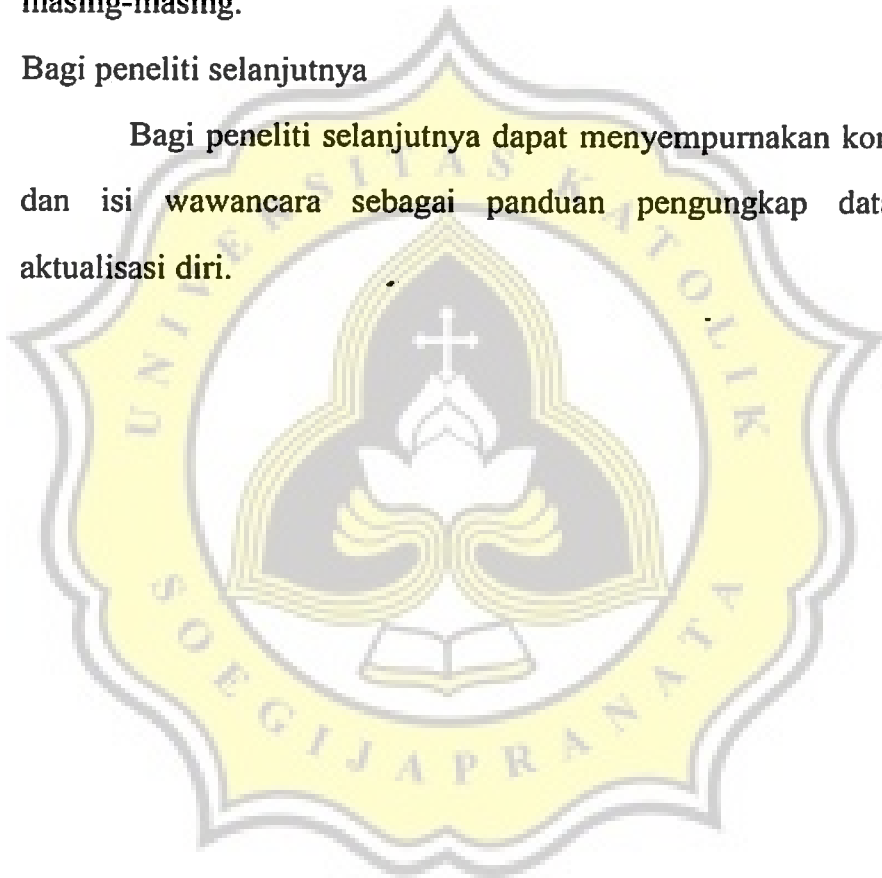 masing-masing.
Bagi peneliti selanjutnya
Bagi peneliti selanjutnya dapat menyempurnakan
dan isi wawancara sebagai panduan pengungkap data
aktualisasi diri.
UNIVERSITAS KATOLIK
SOEGIJAPRANATA